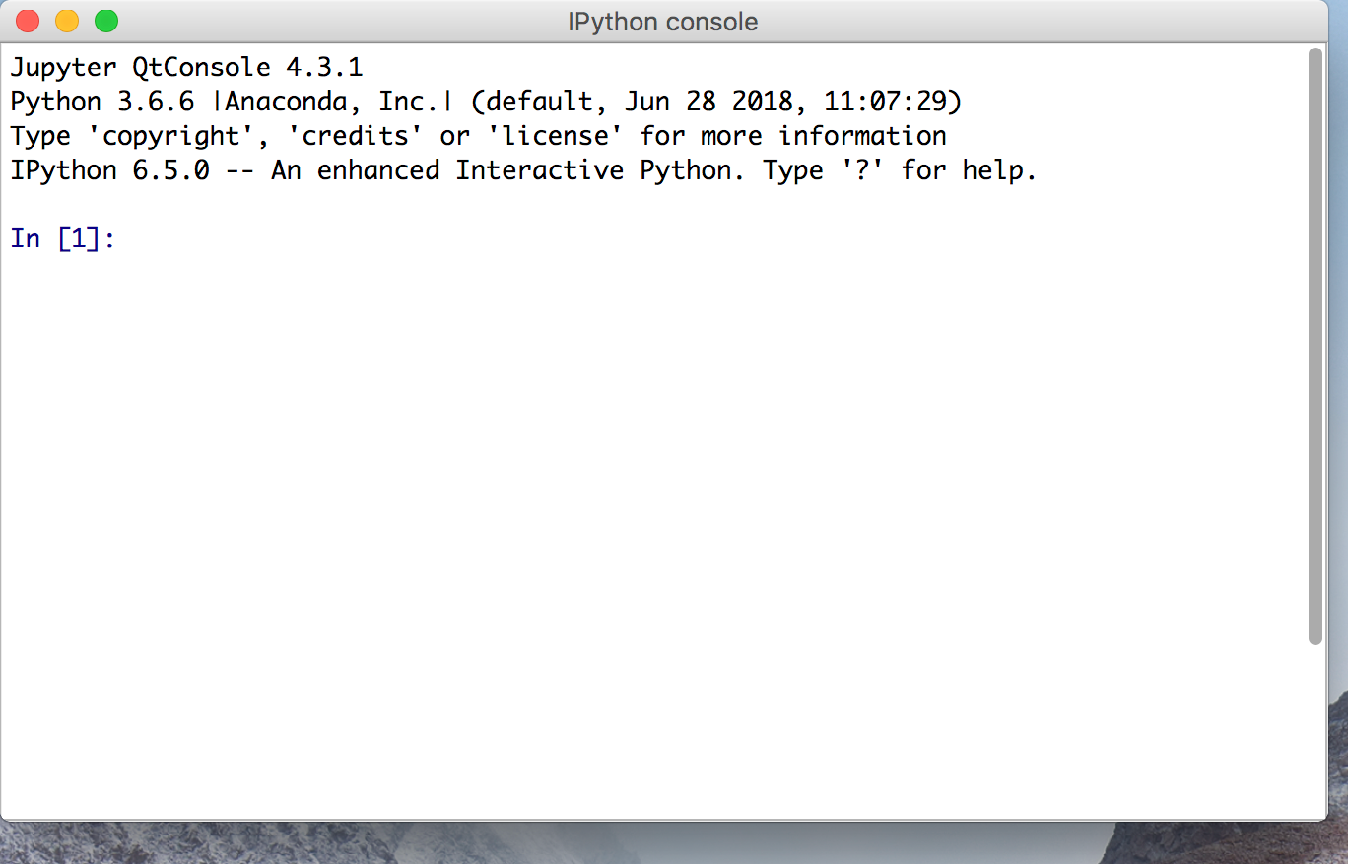 IPython console
Jupyter QtConsole 4.3.1
Python 3.6.6 |Anaconda, Inc.| (default, Jun 28 2018, 11:07:29)
Type 'copyright', 'credits' or 'license' for more information
IPython 6.5.0 -- An enhanced Interactive Python. Type '?' for help.
In [1]: